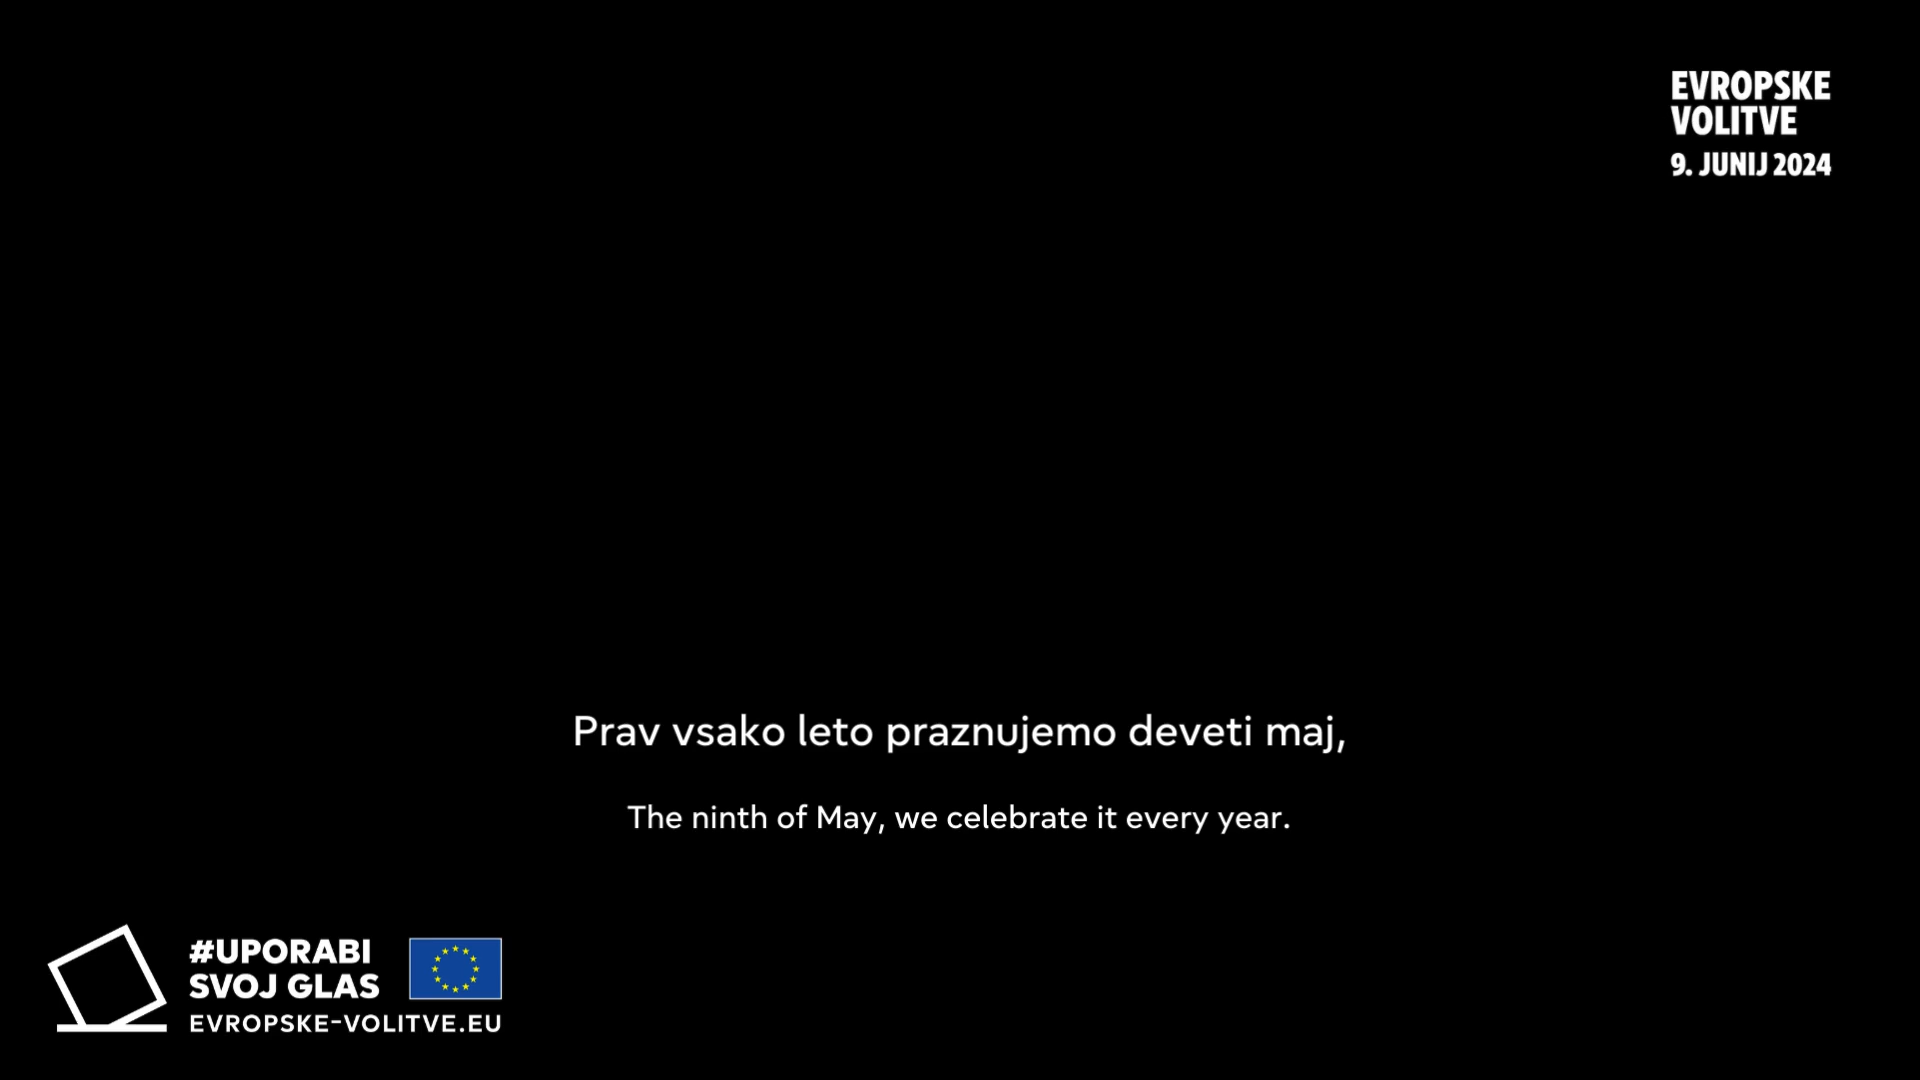 EVROPSKE
VOLITVE
9. JUNIJ 2024
Prav vsako leto praznujemo deveti maj,
The ninth of May, we celebrate it every year.
#UPORABI
SVOJ GLAS
EVROPSKE-VOLITVE.EU